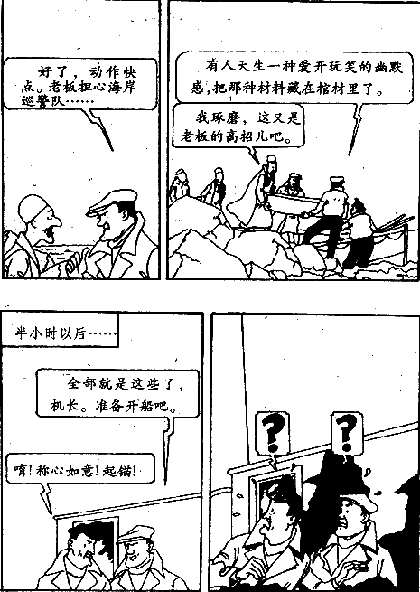 好了，动作快
点。老板担心海岸
巡警队……
有人天生一种爱开玩笑的幽默
感，把那种材料藏在棺材里了。
我琢磨，这又是
老板的高招儿吧。
半小时以后……
全部就是这些了，
机长。准备开船吧。
唷！称心如意！起锚！
?
?